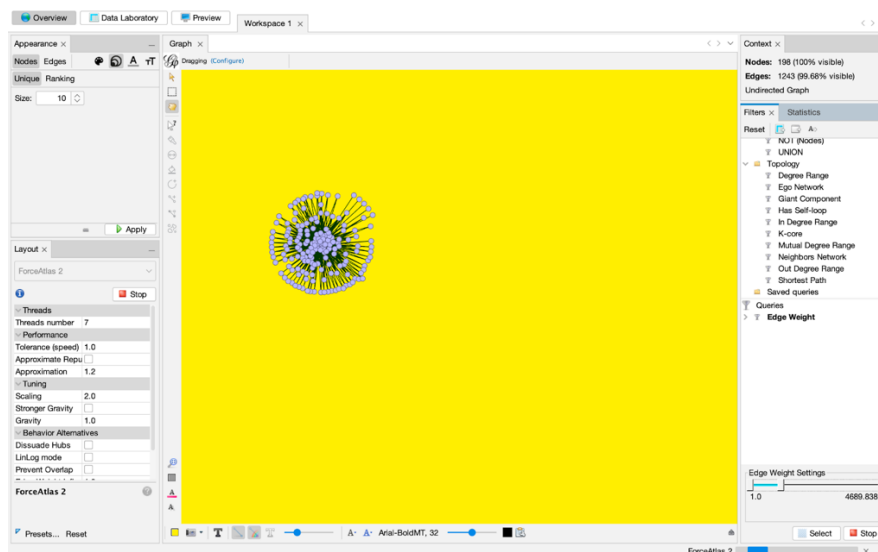 Overview
Data Laboratory
Preview
Workspace 1 ×
Appearance ×
Nodes Edges
A
тT
Unique Ranking
Size: 10
Apply
Layout ×
ForceAtlas 2
Stop
Threads
Threads number 7
Performance
Tolerance (speed) 1.0
Approximate Repu
Approximation 1.2
Tuning
Scaling 2.0
Stronger Gravity
Gravity 1.0
Behavior Alternatives
Dissuade Hubs
LinLog mode
Prevent Overlap
ForceAtlas 2
Presets... Reset
Graph ×
Dragging (Configure)
T
A- A- Arial-BoldMT, 32
Context ×
Nodes: 198 (100% visible)
Edges: 1243 (99.68% visible)
Undirected Graph
Filters × Statistics
Reset
NOT (Nodes)
UNION
Topology
Degree Range
Ego Network
Giant Component
Has Self-loop
In Degree Range
K-core
Mutual Degree Range
Neighbors Network
Out Degree Range
Shortest Path
Saved queries
Queries
Edge Weight
Edge Weight Settings
1.0 4689.838
Select Stop
ForceAtlas 2